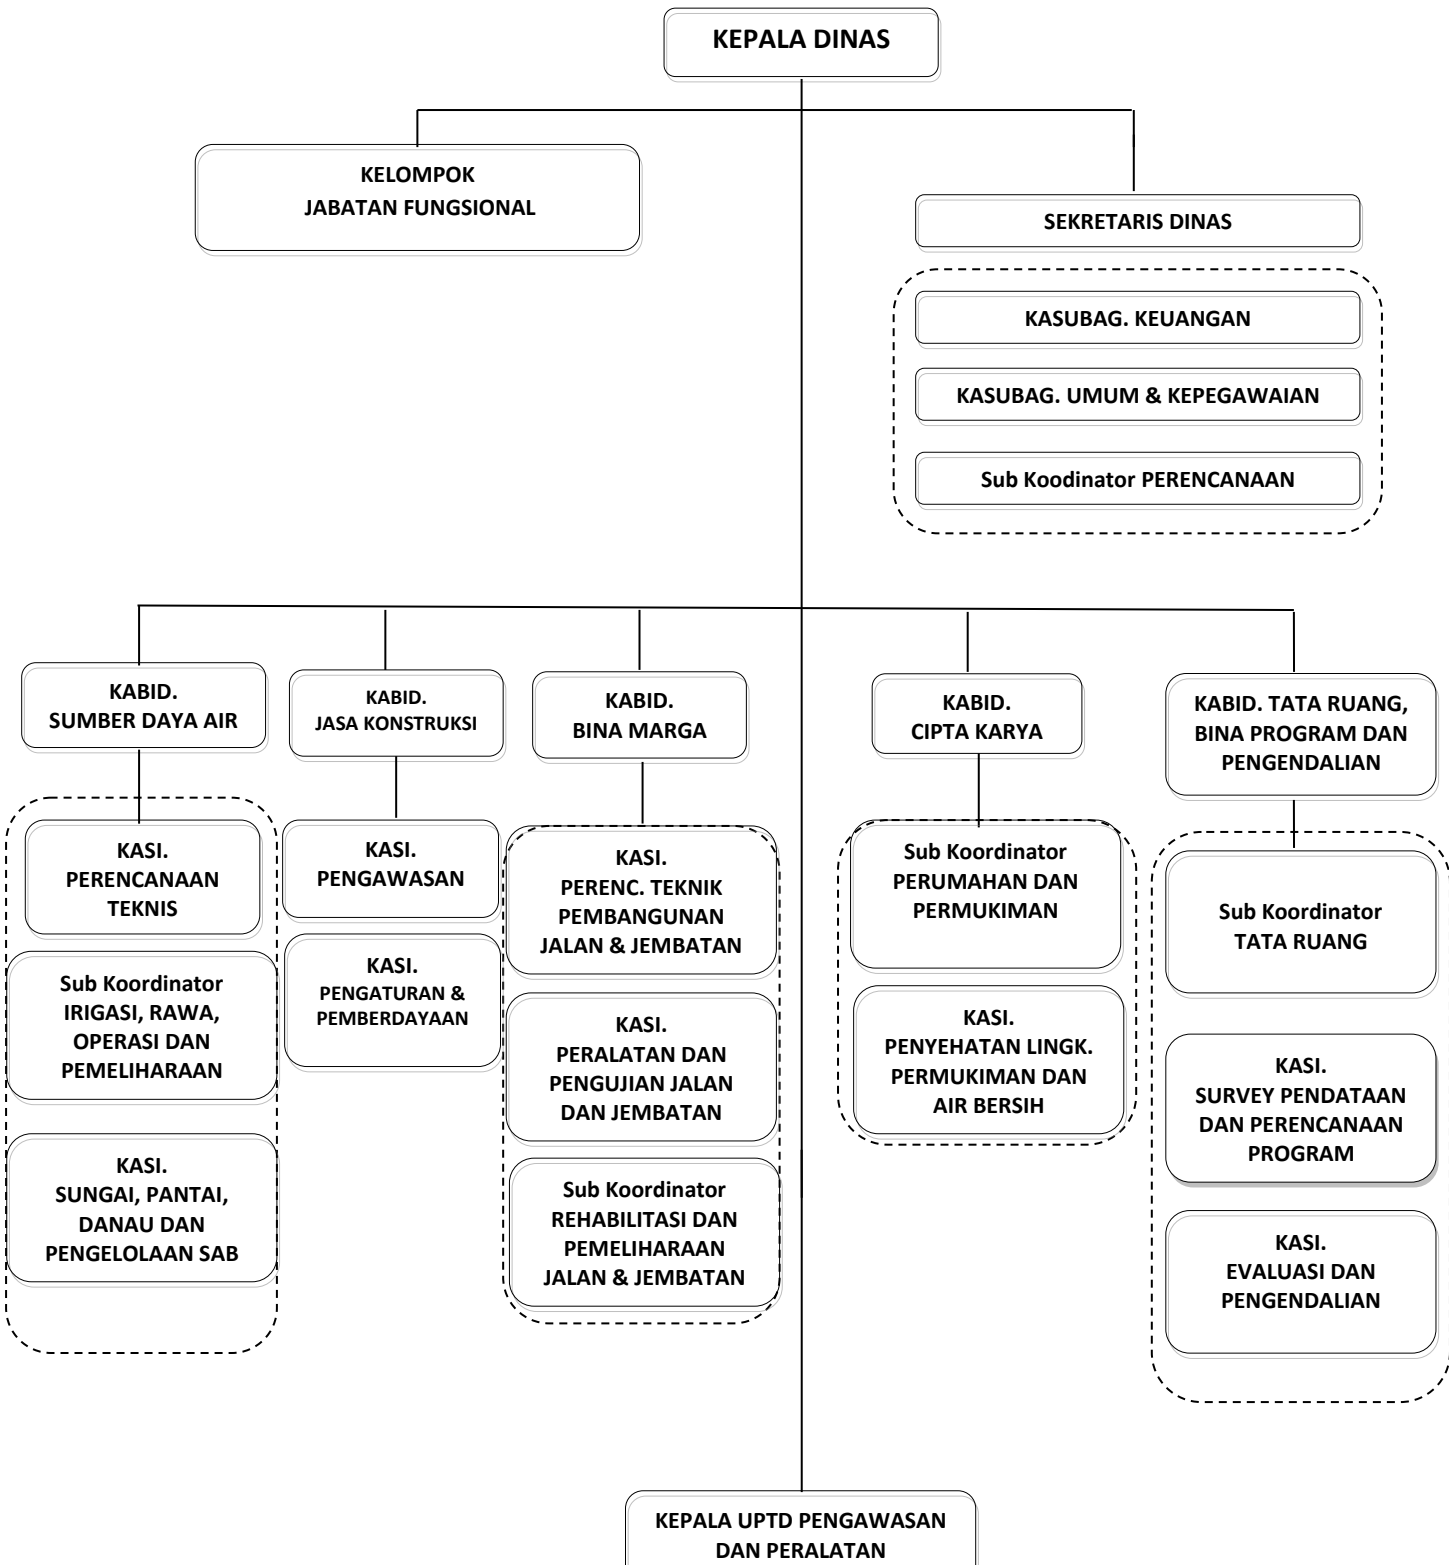 KEPALA DINAS
KELOMPOK
JABATAN FUNGSIONAL
SEKRETARIS DINAS
KASUBAG. KEUANGAN
KASUBAG. UMUM & KEPEGAWAIAN
Sub Koodinator PERENCANAAN
KABID.
SUMBER DAYA AIR
KASI.
PERENCANAAN
TEKNIS
Sub Koordinator
IRIGASI, RAWA,
OPERASI DAN
PEMELIHARAAN
KASI.
SUNGAI, PANTAI,
DANAU DAN
PENGELOLAAN SAB
KABID.
JASA KONSTRUKSI
KASI.
PENGAWASAN
KASI.
PENGATURAN &
PEMBERDAYAAN
KABID.
BINA MARGA
KASI.
PERENC. TEKNIK
PEMBANGUNAN
JALAN & JEMBATAN
KASI.
PERALATAN DAN
PENGUJIAN JALAN
DAN JEMBATAN
Sub Koordinator
REHABILITASI DAN
PEMELIHARAAN
JALAN & JEMBATAN
KABID.
CIPTA KARYA
Sub Koordinator
PERUMAHAN DAN
PERMUKIMAN
KASI.
PENYEHATAN LINGK.
PERMUKIMAN DAN
AIR BERSIH
KABID. TATA RUANG,
BINA PROGRAM DAN
PENGENDALIAN
Sub Koordinator
TATA RUANG
KASI.
SURVEY PENDATAAN
DAN PERENCANAAN
PROGRAM
KASI.
EVALUASI DAN
PENGENDALIAN
KEPALA UPTD PENGAWASAN
DAN PERALATAN